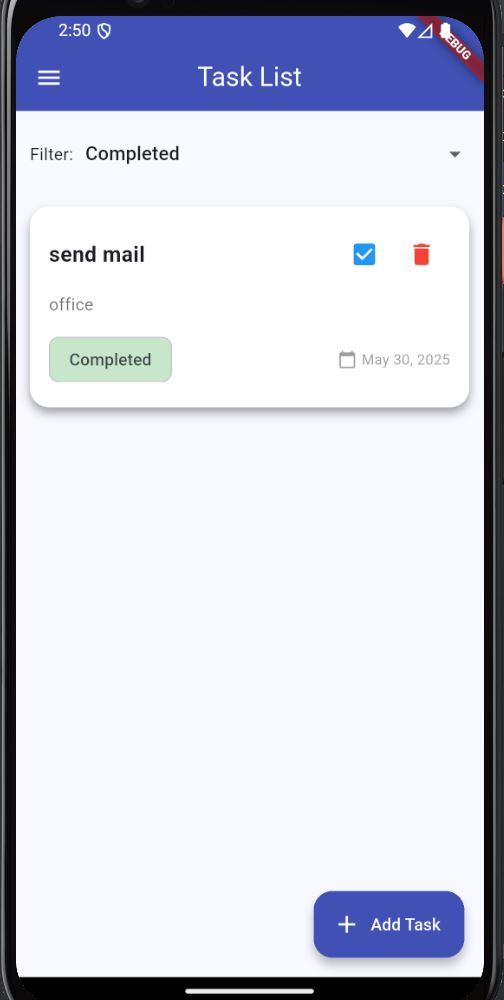 2:50
DEBUG
Task List
Filter: Completed
send mail
office
Completed
May 30, 2025
Add Task